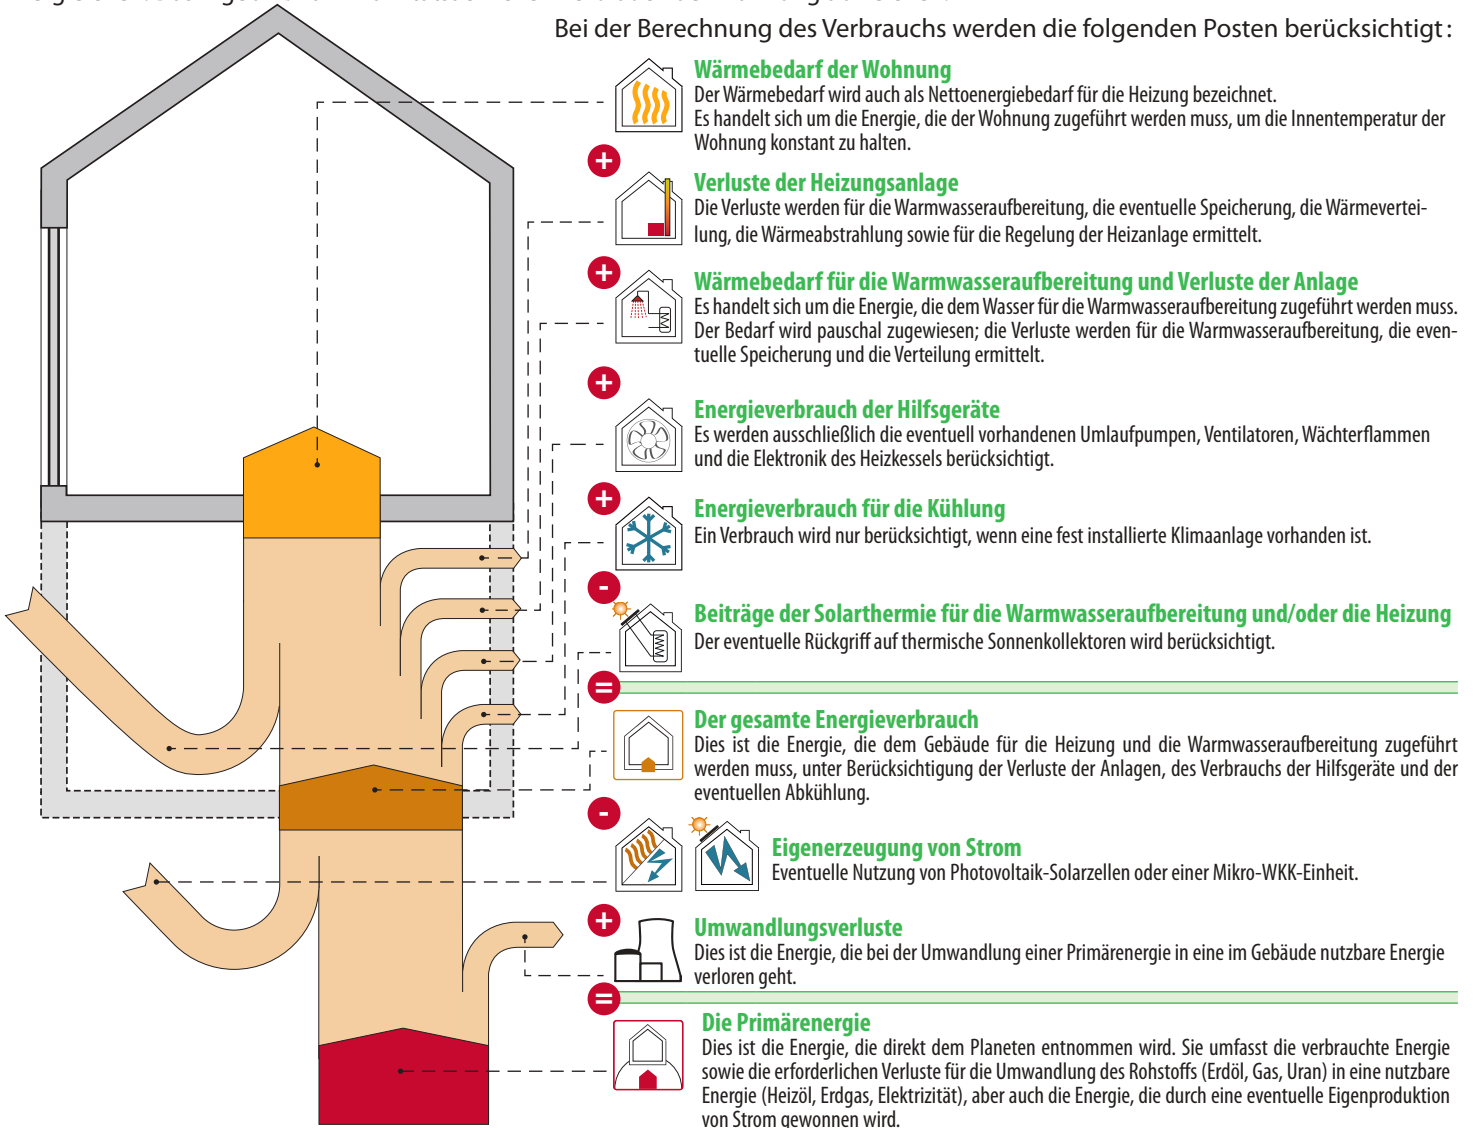 Bei der Berechnung des Verbrauchs werden die folgenden Posten berücksichtigt:
Wärmebedarf der Wohnung
Der Wärmebedarf wird auch als Nettoenergiebedarf für die Heizung bezeichnet.
Es handelt sich um die Energie, die der Wohnung zugeführt werden muss, um die Innentemperatur der
Wohnung konstant zu halten.
+
Verluste der Heizungsanlage
Die Verluste werden für die Warmwasseraufbereitung, die eventuelle Speicherung, die Wärmevertei-
lung, die Wärmeabstrahlung sowie für die Regelung der Heizanlage ermittelt.
+
Wärmebedarf für die Warmwasseraufbereitung und Verluste der Anlage
Es handelt sich um die Energie, die dem Wasser für die Warmwasseraufbereitung zugeführt werden muss.
Der Bedarf wird pauschal zugewiesen; die Verluste werden für die Warmwasseraufbereitung, die even-
tuelle Speicherung und die Verteilung ermittelt.
+
Energieverbrauch der Hilfsgeräte
Es werden ausschließlich die eventuell vorhandenen Umlaufpumpen, Ventilatoren, Wächterflammen
und die Elektronik des Heizkessels berücksichtigt.
+
Energieverbrauch für die Kühlung
Ein Verbrauch wird nur berücksichtigt, wenn eine fest installierte Klimaanlage vorhanden ist.
-
Beiträge der Solarthermie für die Warmwasseraufbereitung und/oder die Heizung
Der eventuelle Rückgriff auf thermische Sonnenkollektoren wird berücksichtigt.
=
Der gesamte Energieverbrauch
Dies ist die Energie, die dem Gebäude für die Heizung und die Warmwasseraufbereitung zugeführt
werden muss, unter Berücksichtigung der Verluste der Anlagen, des Verbrauchs der Hilfsgeräte und der
eventuellen Abkühlung.
-
Eigenerzeugung von Strom
Eventuelle Nutzung von Photovoltaik-Solarzellen oder einer Mikro-WKK-Einheit.
+
Umwandlungsverluste
Dies ist die Energie, die bei der Umwandlung einer Primärenergie in eine im Gebäude nutzbare Energie
verloren geht.
=
Die Primärenergie
Dies ist die Energie, die direkt dem Planeten entnommen wird. Sie umfasst die verbrauchte Energie
sowie die erforderlichen Verluste für die Umwandlung des Rohstoffs (Erdöl, Gas, Uran) in eine nutzbare
Energie (Heizöl, Erdgas, Elektrizität), aber auch die Energie, die durch eine eventuelle Eigenproduktion
von Strom gewonnen wird.